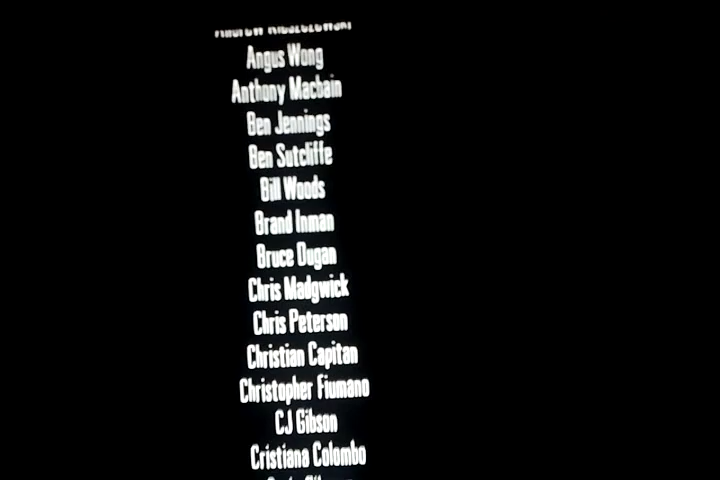 Angus Wong
Anthony Macbain
Ben Jennings
Ben Sutcliffe
Bill Woods
Brand Inman
Bruce Dugan
Chris Madgwick
Chris Peterson
Christian Capitan
Christopher Fiumano
CJ Gibson
Cristiana Colombo